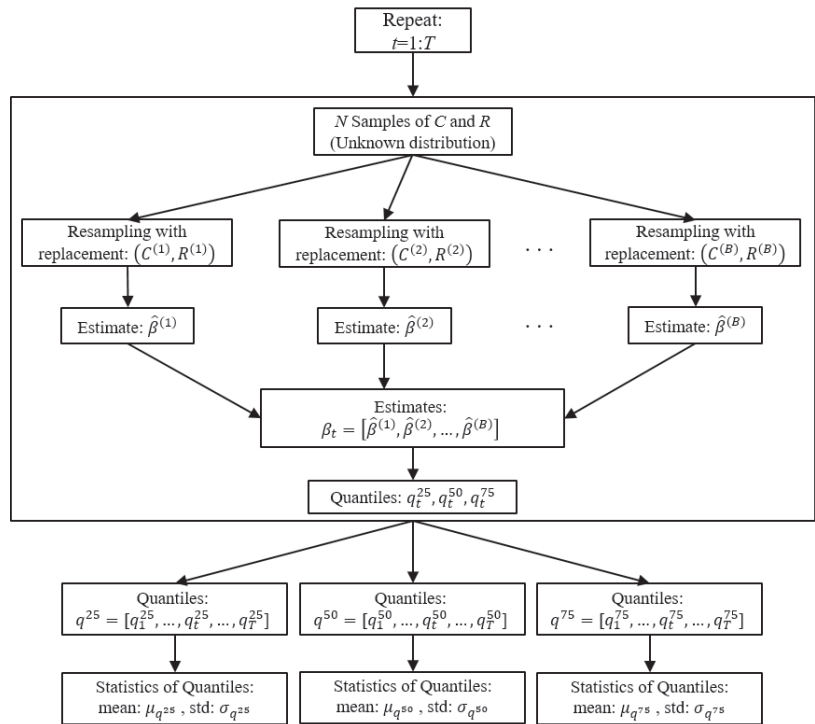 Repeat:
t=1:T
N Samples of C and R
(Unknown distribution)
Resampling with
replacement: (C^(1), R^(1))
Resampling with
replacement: (C^(2), R^(2))
. . .
Resampling with
replacement: (C^(B), R^(B))
Estimate: β̂^(1)
Estimate: β̂^(2)
. . .
Estimate: β̂^(B)
Estimates:
β_t = [β̂^(1), β̂^(2), ..., β̂^(B)]
Quantiles: q_t^25, q_t^50, q_t^75
Quantiles:
q^25 = [q_1^25, ..., q_t^25, ..., q_T^25]
Quantiles:
q^50 = [q_1^50, ..., q_t^50, ..., q_T^50]
Quantiles:
q^75 = [q_1^75, ..., q_t^75, ..., q_T^75]
Statistics of Quantiles:
mean: μ_q^25 , std: σ_q^25
Statistics of Quantiles:
mean: μ_q^50 , std: σ_q^50
Statistics of Quantiles:
mean: μ_q^75 , std: σ_q^75